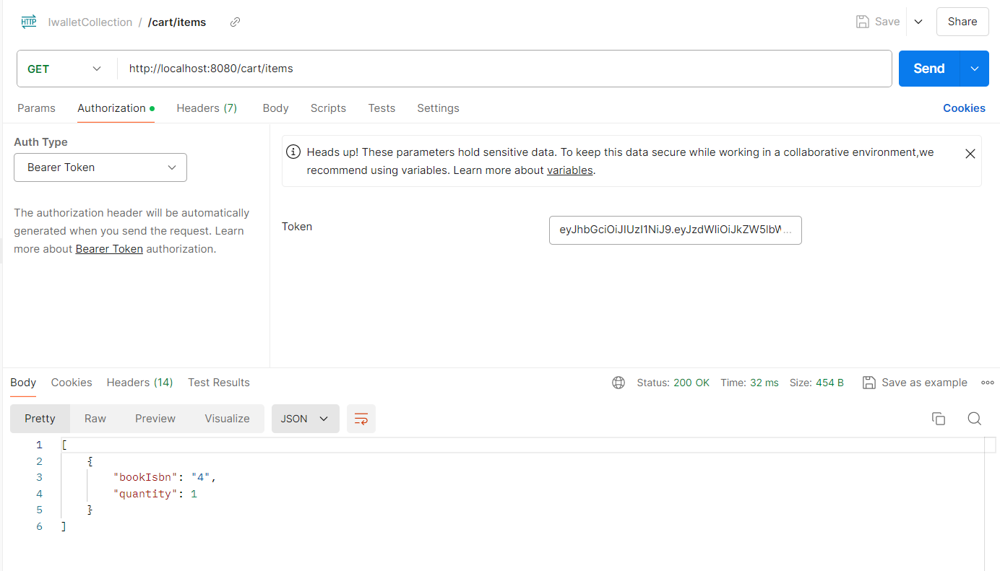 HTTP IwalletCollection / /cart/items Save Share
GET http://localhost:8080/cart/items Send
Params Authorization Headers (7) Body Scripts Tests Settings Cookies
Auth Type
Bearer Token
The authorization header will be automatically
generated when you send the request. Learn
more about Bearer Token authorization.
Heads up! These parameters hold sensitive data. To keep this data secure while working in a collaborative environment,we
recommend using variables. Learn more about variables.
Token eyJhbGciOiJIUzI1NiJ9.eyJzdWIiOiJkZW5lbW...
Body Cookies Headers (14) Test Results Status: 200 OK Time: 32 ms Size: 454 B Save as example
Pretty Raw Preview Visualize JSON
1 [
2 {
3 "bookIsbn": "4",
4 "quantity": 1
5 }
6 ]